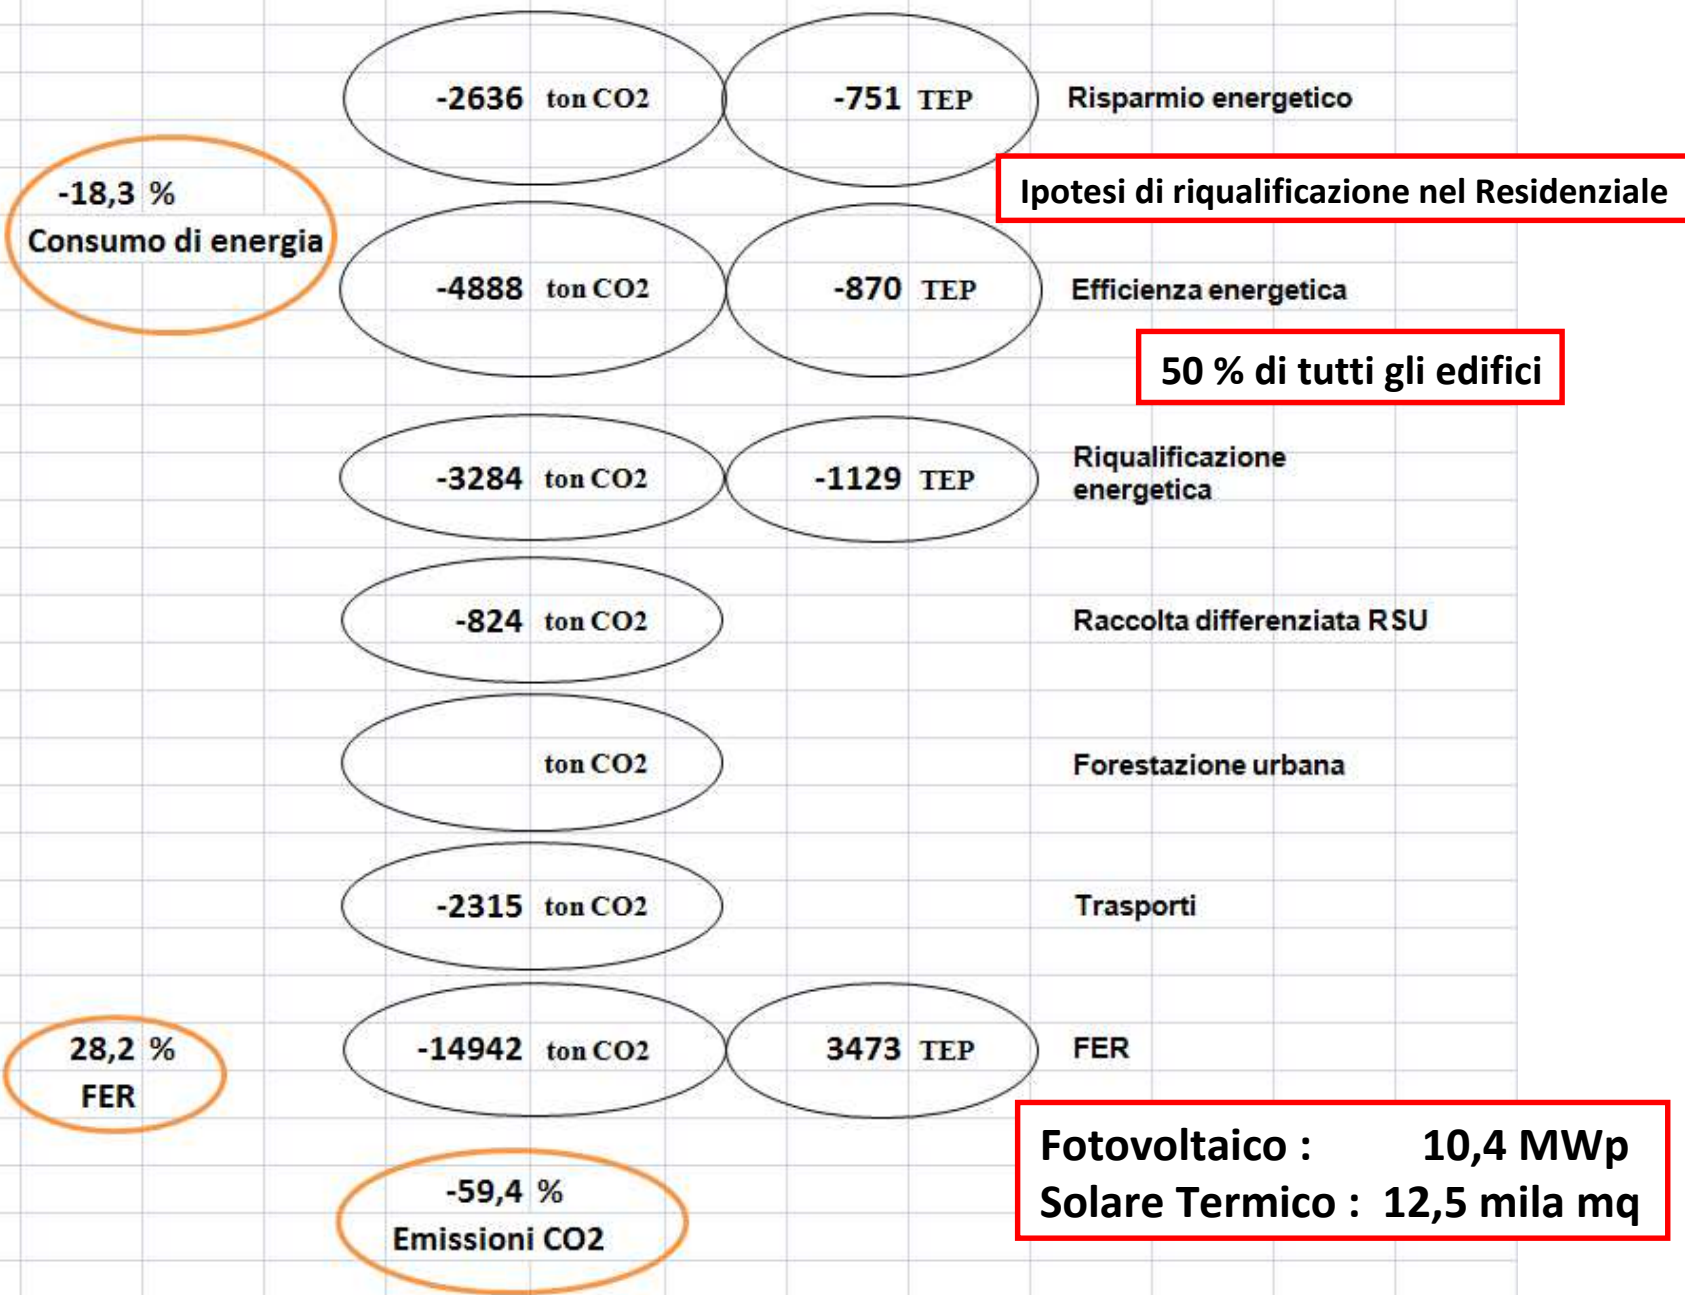 -2636 ton CO2 -751 TEP Risparmio energetico
-18,3 %
Consumo di energia
Ipotesi di riqualificazione nel Residenziale
-4888 ton CO2 -870 TEP Efficienza energetica
50 % di tutti gli edifici
-3284 ton CO2 -1129 TEP Riqualificazione
energetica
-824 ton CO2 Raccolta differenziata RSU
ton CO2 Forestazione urbana
-2315 ton CO2 Trasporti
28,2 %
FER
-14942 ton CO2 3473 TEP FER
Fotovoltaico : 10,4 MWp
Solare Termico : 12,5 mila mq
-59,4 %
Emissioni CO2